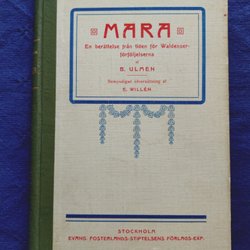 MARA
En berättelse från tiden för Waldenser-
förföljelserna
af
B. ULMEN
Bemyndigad öfversättning af
E. WILLÉN
STOCKHOLM
EVANG. FOSTERLANDS-STIFTELSENS FÖRLAGS-EXP.